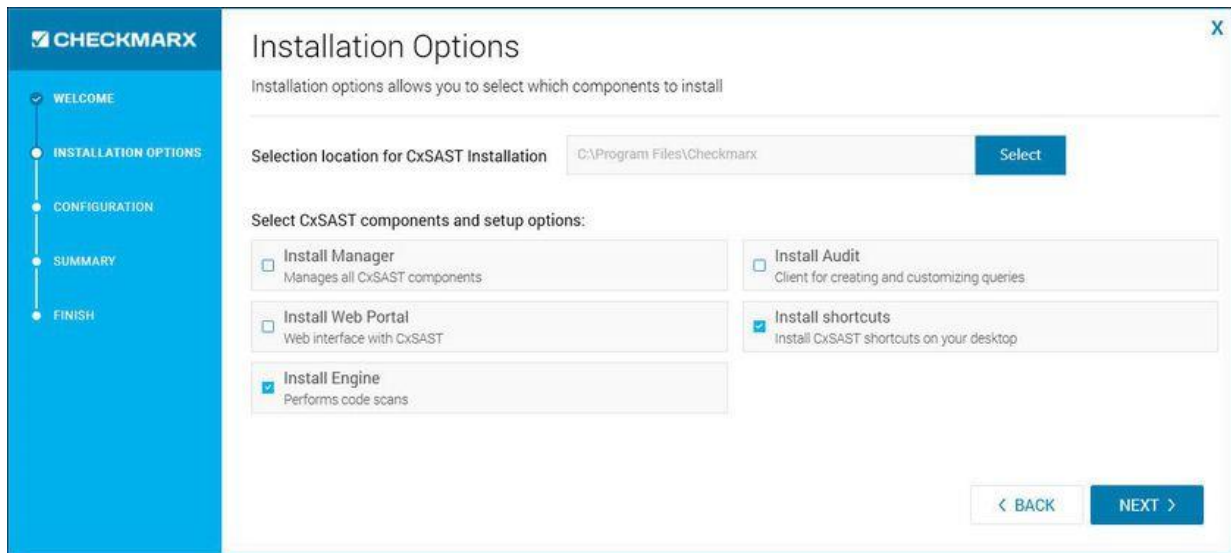 CHECKMARX
WELCOME
INSTALLATION OPTIONS
CONFIGURATION
SUMMARY
FINISH
X
Installation Options
Installation options allows you to select which components to install
Selection location for CxSAST Installation
C:\Program Files\Checkmarx
Select
Select CxSAST components and setup options:
Install Manager
Manages all CxSAST components
Install Audit
Client for creating and customizing queries
Install Web Portal
Web interface with CxSAST
Install shortcuts
Install CxSAST shortcuts on your desktop
Install Engine
Performs code scans
< BACK
NEXT >